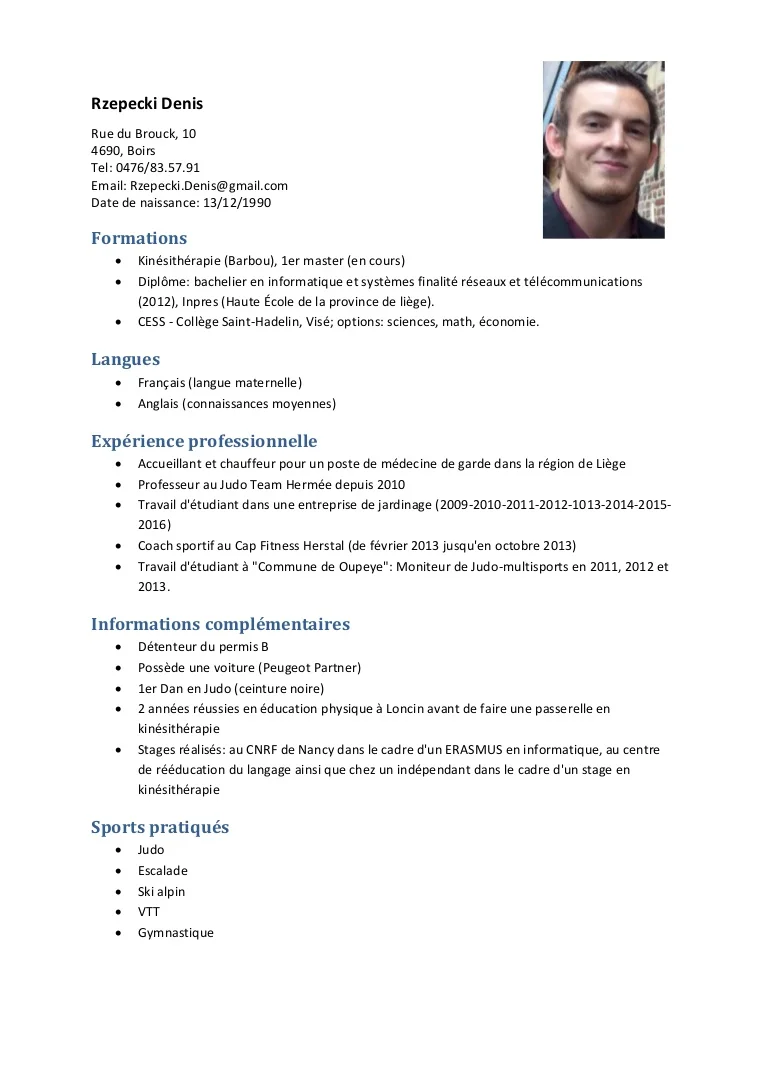 Rzepecki Denis
Rue du Brouck, 10
4690, Boirs
Tel: 0476/83.57.91
Email: Rzepecki.Denis@gmail.com
Date de naissance: 13/12/1990
Formations
• Kinésithérapie (Barbou), 1er master (en cours)
• Diplôme: bachelier en informatique et systèmes finalité réseaux et télécommunications
(2012), Inpres (Haute École de la province de liège).
• CESS - Collège Saint-Hadelin, Visé; options: sciences, math, économie.
Langues
• Français (langue maternelle)
• Anglais (connaissances moyennes)
Expérience professionnelle
• Accueillant et chauffeur pour un poste de médecine de garde dans la région de Liège
• Professeur au Judo Team Hermée depuis 2010
• Travail d'étudiant dans une entreprise de jardinage (2009-2010-2011-2012-1013-2014-2015-
2016)
• Coach sportif au Cap Fitness Herstal (de février 2013 jusqu'en octobre 2013)
• Travail d'étudiant à "Commune de Oupeye": Moniteur de Judo-multisports en 2011, 2012 et
2013.
Informations complémentaires
• Détenteur du permis B
• Possède une voiture (Peugeot Partner)
• 1er Dan en Judo (ceinture noire)
• 2 années réussies en éducation physique à Loncin avant de faire une passerelle en
kinésithérapie
• Stages réalisés: au CNRF de Nancy dans le cadre d'un ERASMUS en informatique, au centre
de rééducation du langage ainsi que chez un indépendant dans le cadre d'un stage en
kinésithérapie
Sports pratiqués
• Judo
• Escalade
• Ski alpin
• VTT
• Gymnastique